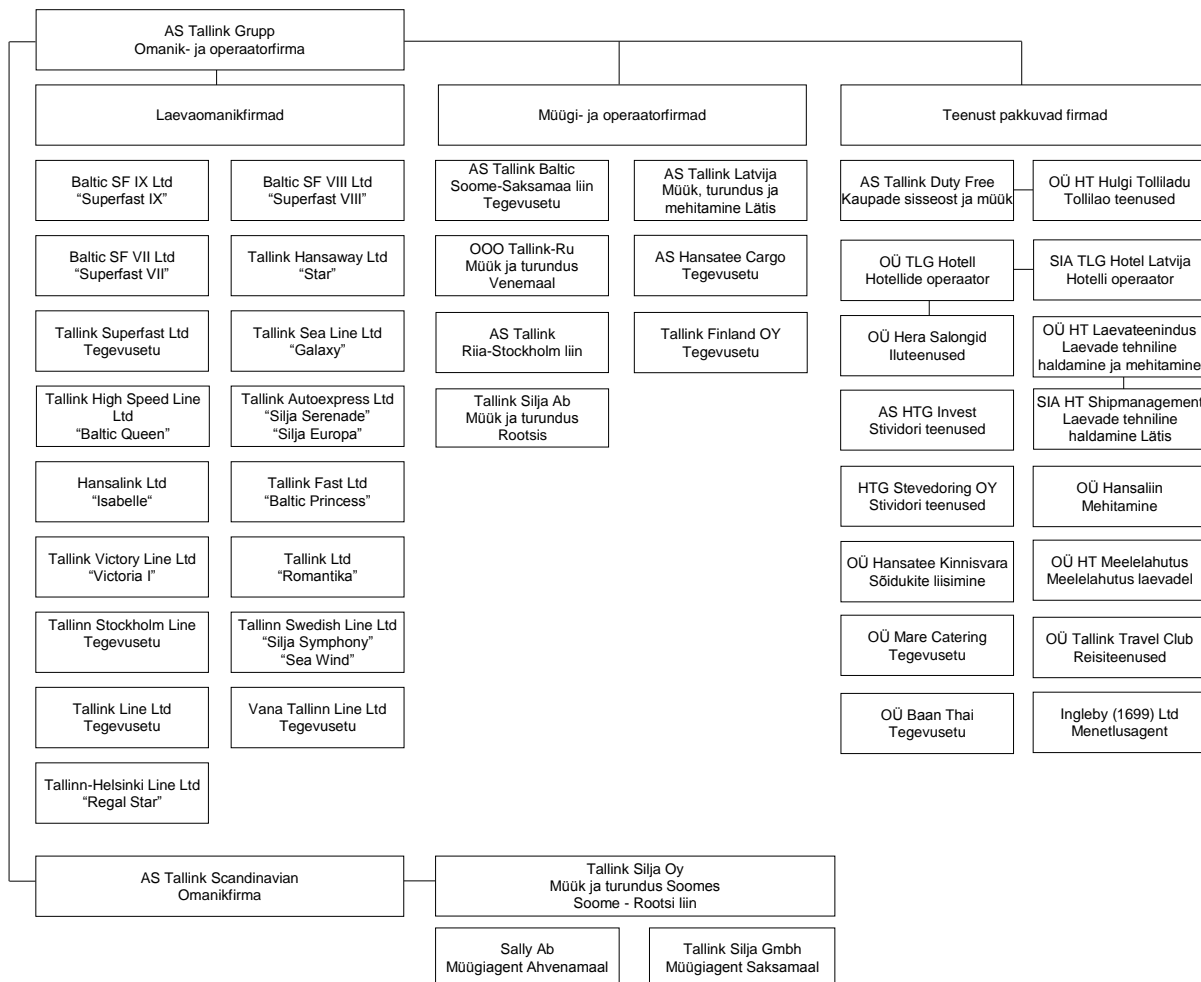 AS Tallink Grupp
Omanik- ja operaatorfirma
Laevaomanikfirmad
Müügi- ja operaatorfirmad
Teenust pakkuvad firmad
Baltic SF IX Ltd
“Superfast IX”
Baltic SF VIII Ltd
“Superfast VIII”
Baltic SF VII Ltd
“Superfast VII”
Tallink Hansaway Ltd
“Star”
Tallink Superfast Ltd
Tegevusetu
Tallink Sea Line Ltd
“Galaxy”
Tallink High Speed Line
Ltd
“Baltic Queen”
Tallink Autoexpress Ltd
“Silja Serenade”
“Silja Europa”
Hansalink Ltd
“Isabelle“
Tallink Fast Ltd
“Baltic Princess”
Tallink Victory Line Ltd
“Victoria I”
Tallink Ltd
“Romantika”
Tallinn Stockholm Line
Tegevusetu
Tallinn Swedish Line Ltd
“Silja Symphony”
“Sea Wind”
Tallink Line Ltd
Tegevusetu
Vana Tallinn Line Ltd
Tegevusetu
Tallinn-Helsinki Line Ltd
“Regal Star”
AS Tallink Baltic
Soome-Saksamaa liin
Tegevusetu
AS Tallink Latvija
Müük, turundus ja
mehitamine Lätis
OOO Tallink-Ru
Müük ja turundus
Venemaal
AS Hansatee Cargo
Tegevusetu
AS Tallink
Riia-Stockholm liin
Tallink Finland OY
Tegevusetu
Tallink Silja Ab
Müük ja turundus
Rootsis
AS Tallink Duty Free
Kaupade sisseost ja müük
OÜ HT Hulgi Tolliladu
Tollilao teenused
OÜ TLG Hotell
Hotellide operaator
SIA TLG Hotel Latvija
Hotelli operaator
OÜ Hera Salongid
Iluteenused
OÜ HT Laevateenindus
Laevade tehniline
haldamine ja mehitamine
AS HTG Invest
Stividori teenused
SIA HT Shipmanagement
Laevade tehniline
haldamine Lätis
HTG Stevedoring OY
Stividori teenused
OÜ Hansaliin
Mehitamine
OÜ Hansatee Kinnisvara
Sõidukite liisimine
OÜ HT Meelelahutus
Meelelahutus laevadel
OÜ Mare Catering
Tegevusetu
OÜ Tallink Travel Club
Reisiteenused
OÜ Baan Thai
Tegevusetu
Ingleby (1699) Ltd
Menetlusagent
AS Tallink Scandinavian
Omanikfirma
Tallink Silja Oy
Müük ja turundus Soomes
Soome - Rootsi liin
Sally Ab
Müügiagent Ahvenamaal
Tallink Silja Gmbh
Müügiagent Saksamaal